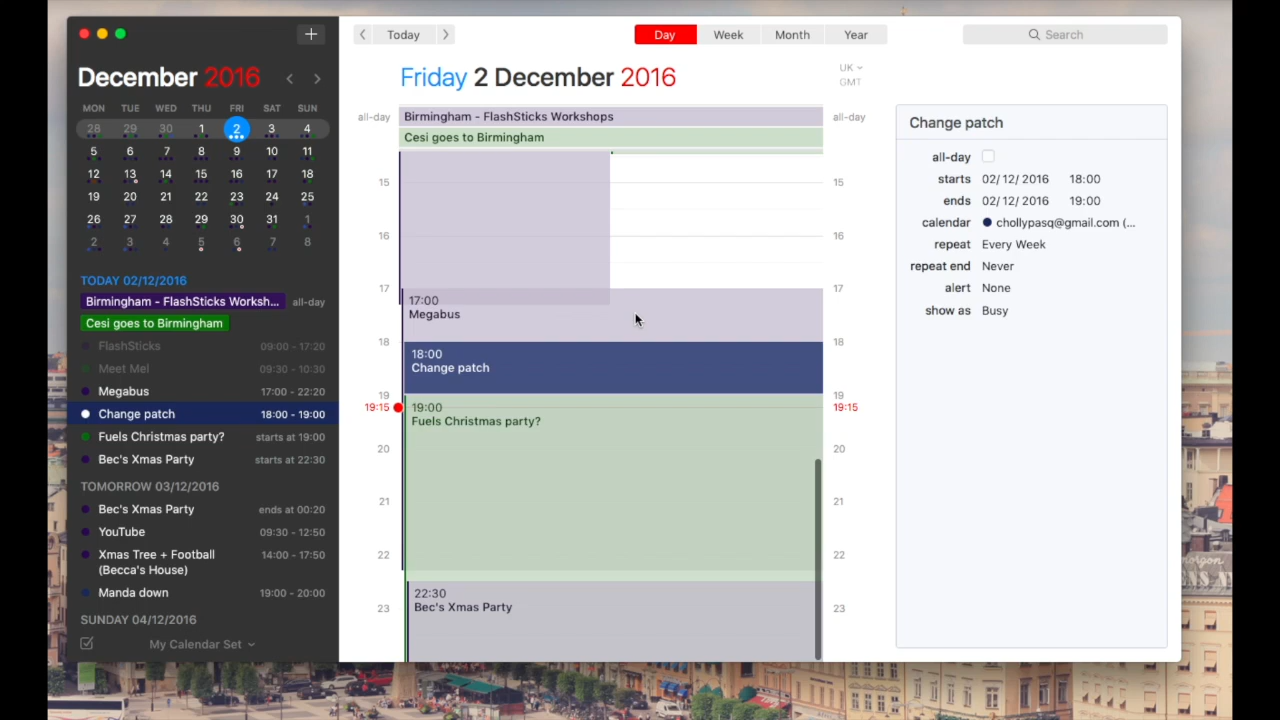 December 2016
MON TUE WED THU FRI SAT SUN
28 29 30 1 2 3 4
5 6 7 8 9 10 11
12 13 14 15 16 17 18
19 20 21 22 23 24 25
26 27 28 29 30 31 1
2 3 4 5 6 7 8
TODAY 02/12/2016
Birmingham - FlashSticks Worksh... all-day
Cesi goes to Birmingham
FlashSticks 09:00 - 17:20
Meet Mel 09:30 - 10:30
Megabus 17:00 - 22:20
Change patch 18:00 - 19:00
Fuels Christmas party? starts at 19:00
Bec's Xmas Party starts at 22:30
TOMORROW 03/12/2016
Bec's Xmas Party ends at 00:20
YouTube 09:30 - 12:50
Xmas Tree + Football 14:00 - 17:50
(Becca's House)
Manda down 19:00 - 20:00
SUNDAY 04/12/2016
My Calendar Set
Today
Day Week Month Year
Search
Friday 2 December 2016
UK
GMT
all-day Birmingham - FlashSticks Workshops all-day
Cesi goes to Birmingham
15 15
16 16
17 17
17:00
Megabus
18 18
18:00
Change patch
19 19
19:15 19:00 19:15
Fuels Christmas party?
20 20
21 21
22 22
22:30
Bec's Xmas Party
23 23
Change patch
all-day
starts 02/12/2016 18:00
ends 02/12/2016 19:00
calendar chollypasq@gmail.com (...
repeat Every Week
repeat end Never
alert None
show as Busy